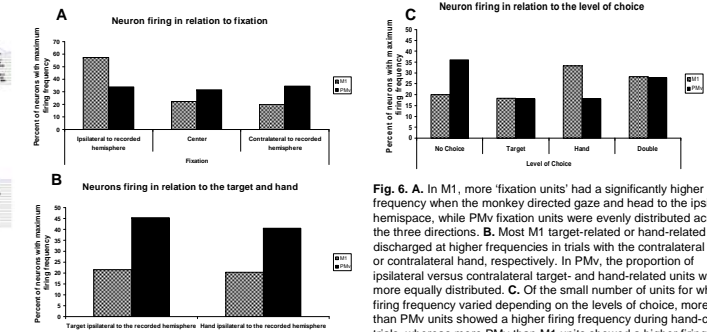 A
Neuron firing in relation to fixation
Percent of neurons with maximum
firing frequency
70
60
50
40
30
20
10
0
Ipsilateral to recorded
hemisphere
Center
Contralateral to recorded
hemisphere
Fixation
M1
PMv
B
Neurons firing in relation to the target and hand
Percent of neurons with maximum
firing frequency
50
45
40
35
30
25
20
15
10
5
0
Target ipsilateral to the recorded hemisphere
Hand ipsilateral to the recorded hemisphere
M1
PMv
C
Neuron firing in relation to the level of choice
Percent of neurons with maximum
firing frequency
50
45
40
35
30
25
20
15
10
5
0
No Choice
Target
Hand
Double
Level of Choice
M1
PMv
Fig. 6. A. In M1, more 'fixation units' had a significantly higher
frequency when the monkey directed gaze and head to the ipsi
hemispace, while PMv fixation units were evenly distributed ac
the three directions. B. Most M1 target-related or hand-related
discharged at higher frequencies in trials with the contralateral
or contralateral hand, respectively. In PMv, the proportion of
ipsilateral versus contralateral target- and hand-related units w
more equally distributed. C. Of the small number of units for wh
firing frequency varied depending on the levels of choice, more
than PMv units showed a higher firing frequency during hand-c
trials, whereas more PMv than M1 units showed a higher firing